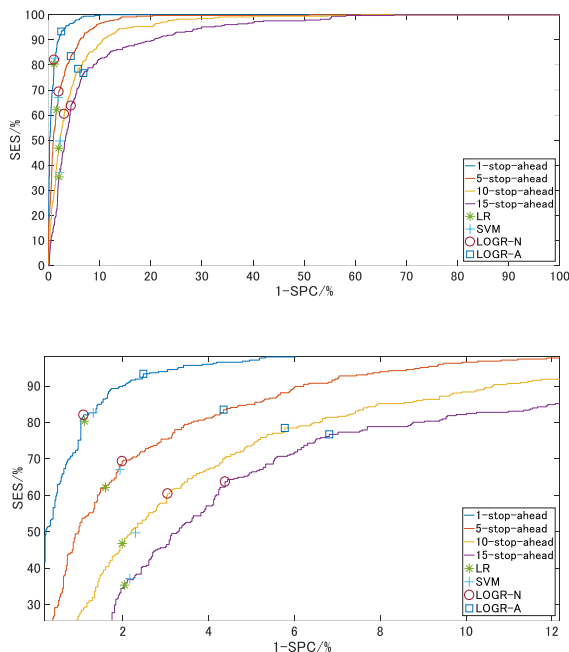 100
90
80
70
60
50
40
30
20
10
0
SES/%
1-stop-ahead
5-stop-ahead
10-stop-ahead
15-stop-ahead
LR
SVM
LOGR-N
LOGR-A
0 10 20 30 40 50 60 70 80 90 100
1-SPC/%
90
80
70
60
50
40
30
SES/%
1-stop-ahead
5-stop-ahead
10-stop-ahead
15-stop-ahead
LR
SVM
LOGR-N
LOGR-A
2 4 6 8 10 12
1-SPC/%